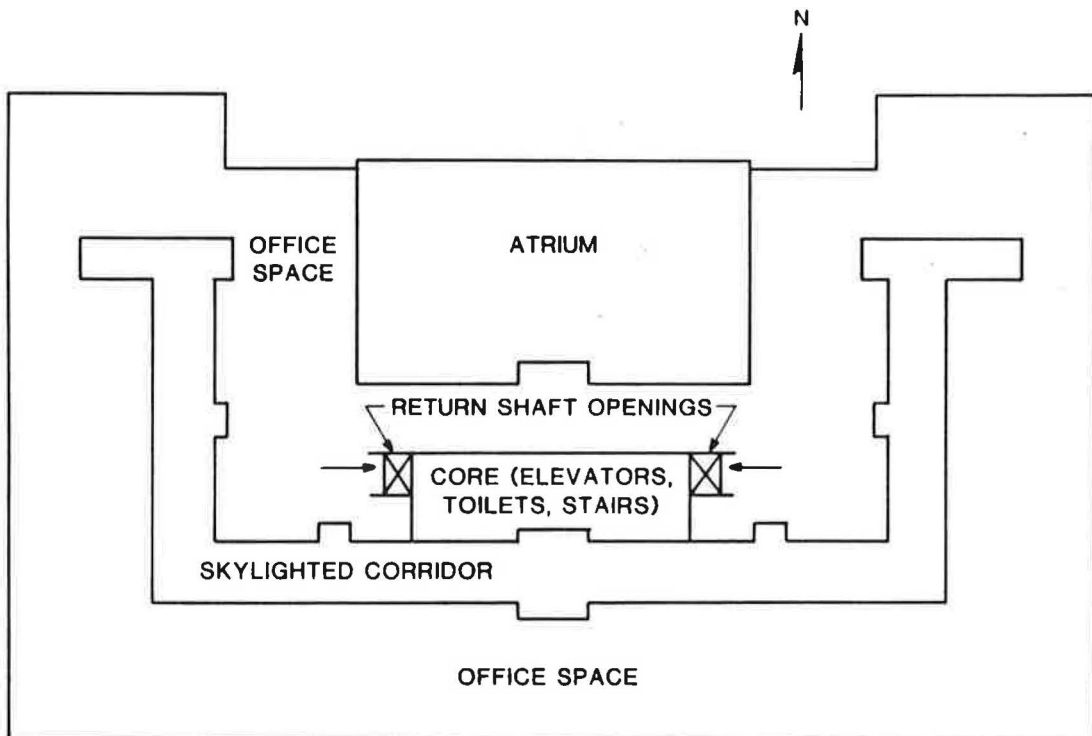 N
OFFICE
SPACE
ATRIUM
RETURN SHAFT OPENINGS
CORE (ELEVATORS,
TOILETS, STAIRS)
SKYLIGHTED CORRIDOR
OFFICE SPACE